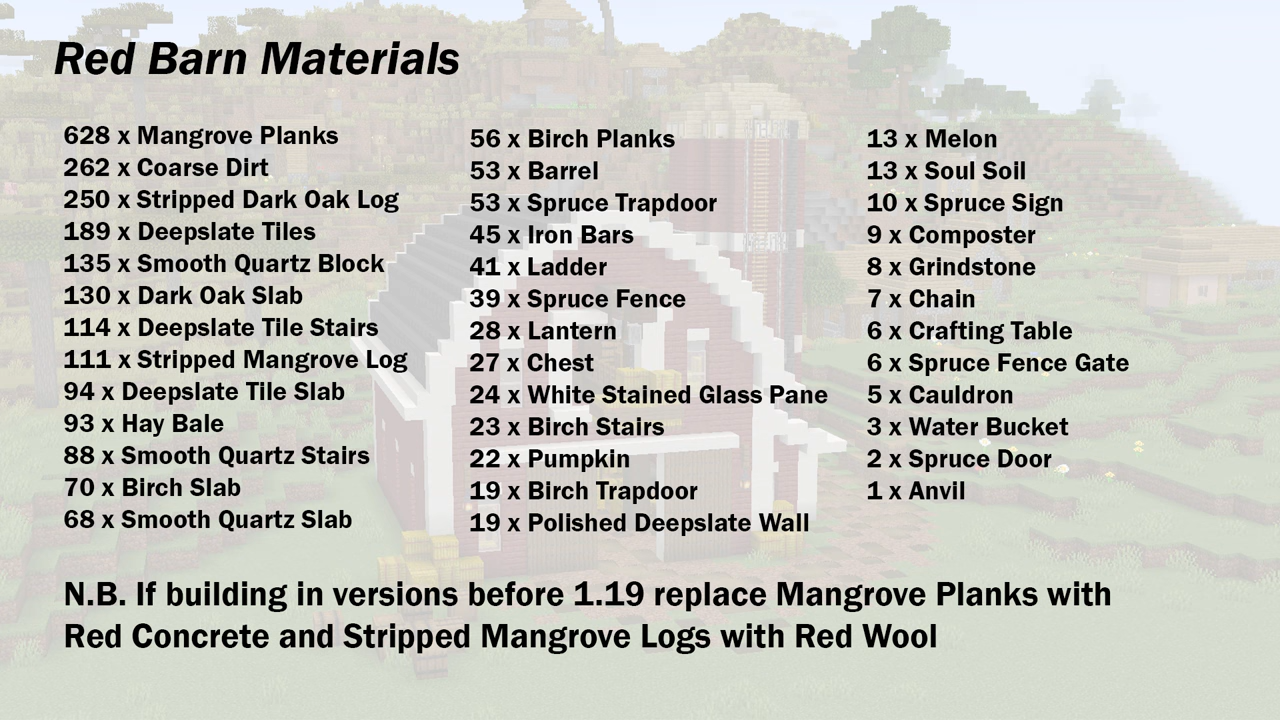 Red Barn Materials
628 x Mangrove Planks
262 x Coarse Dirt
250 x Stripped Dark Oak Log
189 x Deepslate Tiles
135 x Smooth Quartz Block
130 x Dark Oak Slab
114 x Deepslate Tile Stairs
111 x Stripped Mangrove Log
94 x Deepslate Tile Slab
93 x Hay Bale
88 x Smooth Quartz Stairs
70 x Birch Slab
68 x Smooth Quartz Slab
56 x Birch Planks
53 x Barrel
53 x Spruce Trapdoor
45 x Iron Bars
41 x Ladder
39 x Spruce Fence
28 x Lantern
27 x Chest
24 x White Stained Glass Pane
23 x Birch Stairs
22 x Pumpkin
19 x Birch Trapdoor
19 x Polished Deepslate Wall
13 x Melon
13 x Soul Soil
10 x Spruce Sign
9 x Composter
8 x Grindstone
7 x Chain
6 x Crafting Table
6 x Spruce Fence Gate
5 x Cauldron
3 x Water Bucket
2 x Spruce Door
1 x Anvil
N.B. If building in versions before 1.19 replace Mangrove Planks with
Red Concrete and Stripped Mangrove Logs with Red Wool